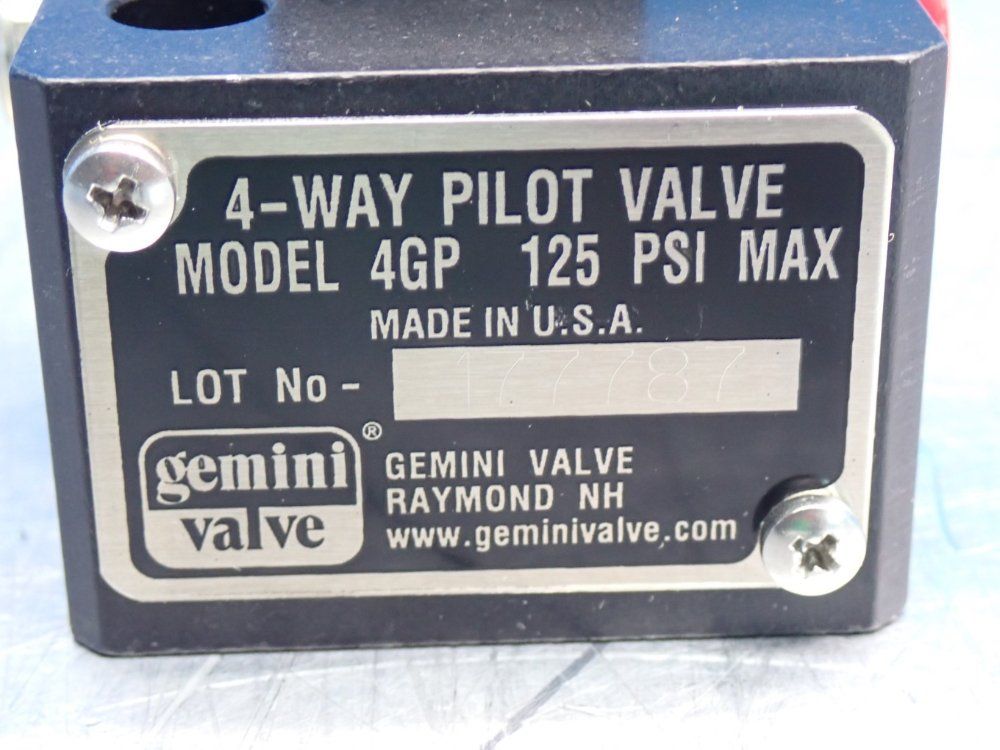 4-WAY PILOT VALVE
MODEL 4GP 125 PSI MAX
MADE IN U.S.A.
LOT No - 177787
gemini
valve
®
GEMINI VALVE
RAYMOND NH
www.geminivalve.com